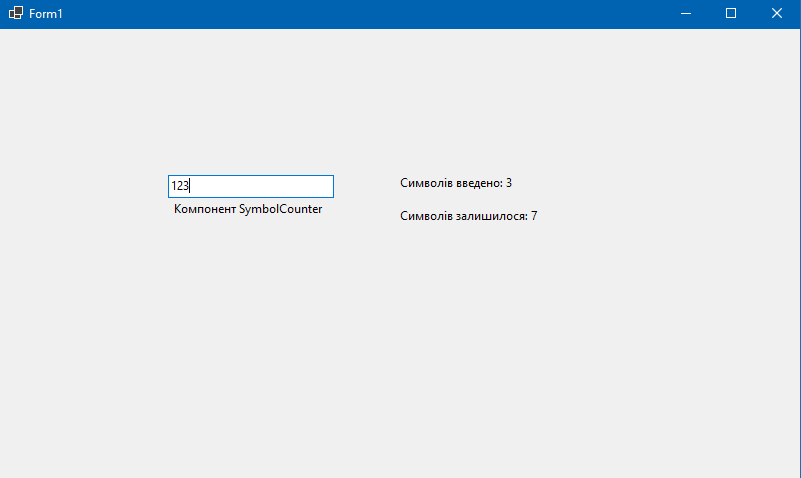 Form1
123
Символів введено: 3
Компонент SymbolCounter
Символів залишилося: 7